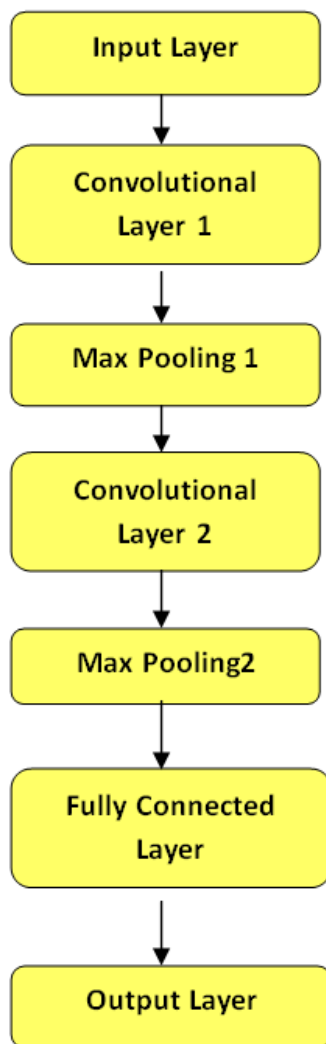 Input Layer
Convolutional
Layer 1
Max Pooling 1
Convolutional
Layer 2
Max Pooling2
Fully Connected
Layer
Output Layer